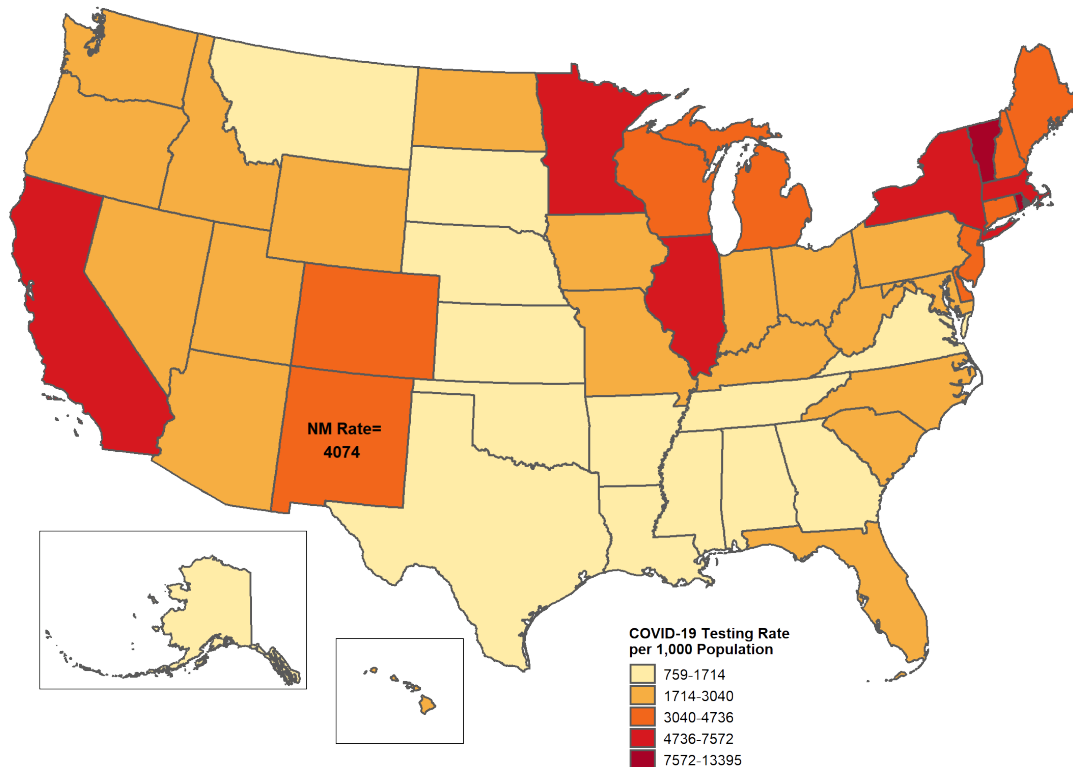 NM Rate=
4074
COVID-19 Testing Rate
per 1,000 Population
759-1714
1714-3040
3040-4736
4736-7572
7572-13395